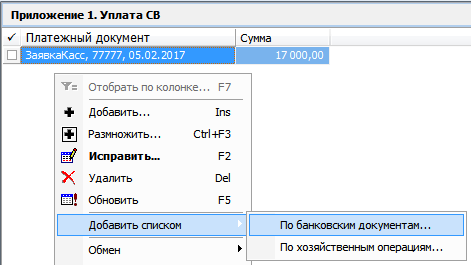 Приложение 1. Уплата СВ
✓ Платежный документ Сумма
ЗаявкаКасс, 77777, 05.02.2017 17 000,00
Отобрать по колонке... F7
Добавить... Ins
Размножить... Ctrl+F3
Исправить... F2
Удалить Del
Обновить F5
Добавить списком По банковским документам...
Обмен По хозяйственным операциям...